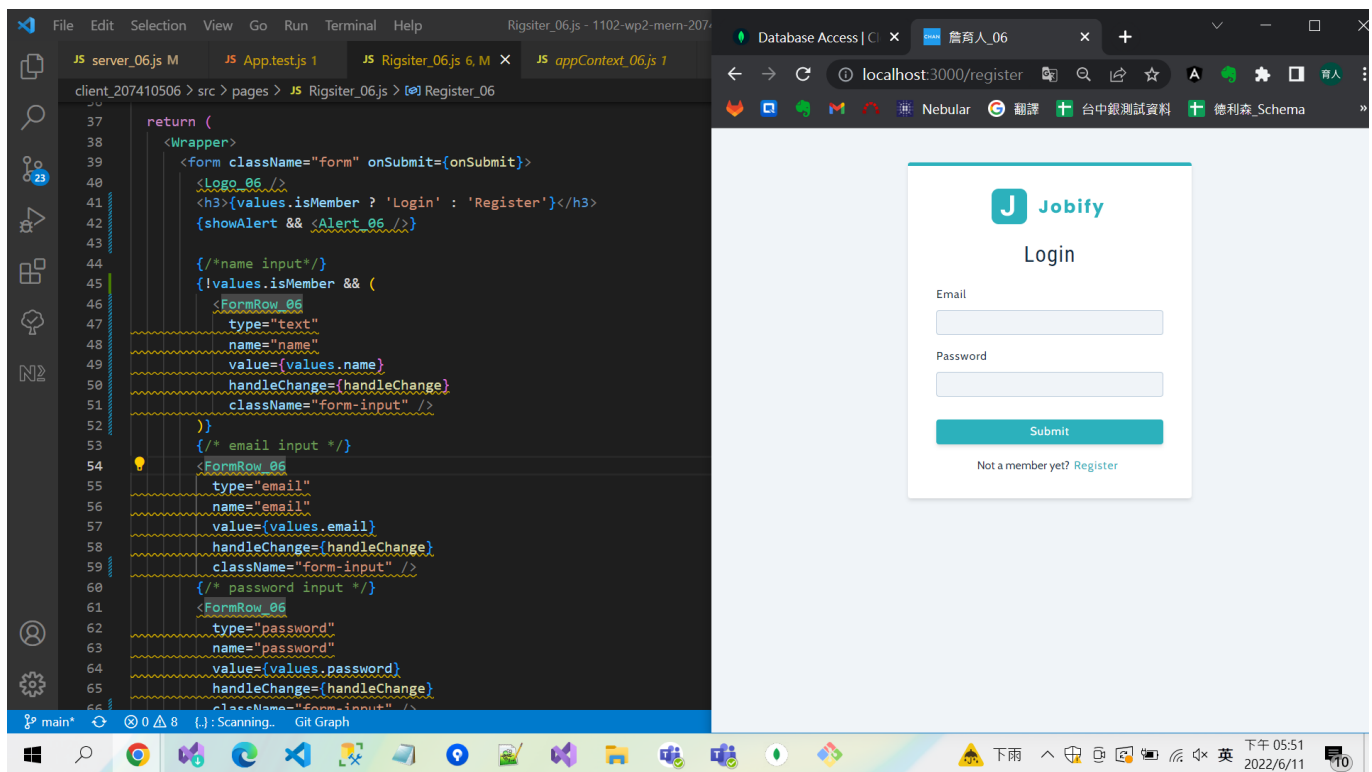 File Edit Selection View Go Run Terminal Help Rigsiter_06.js - 1102-wp2-mern-2074
JS server_06.js M JS App.test.js 1 JS Rigsiter_06.js 6, M JS appContext_06.js 1
client_207410506 > src > pages > JS Rigsiter_06.js > Register_06
37 return (
38 <Wrapper>
39 <form className="form" onSubmit={onSubmit}>
40 <Logo_06 />
41 <h3>{values.isMember ? 'Login' : 'Register'}</h3>
42 {showAlert && <Alert_06 />}
43
44 {/*name input*/}
45 {!values.isMember && (
46 <FormRow_06
47 type="text"
48 name="name"
49 value={values.name}
50 handleChange={handleChange}
51 className="form-input" />
52 )}
53 {/* email input */}
54 <FormRow_06
55 type="email"
56 name="email"
57 value={values.email}
58 handleChange={handleChange}
59 className="form-input" />
60 {/* password input */}
61 <FormRow_06
62 type="password"
63 name="password"
64 value={values.password}
65 handleChange={handleChange}
66 className="form-input" />
23
main* 0 8 {..} : Scanning.. Git Graph
Database Access | Cl 詹育人_06
localhost:3000/register 育人
Nebular 翻譯 台中銀測試資料 德利森_Schema »
J Jobify
Login
Email
Password
Submit
Not a member yet? Register
下雨 英 下午 05:51
2022/6/11 10